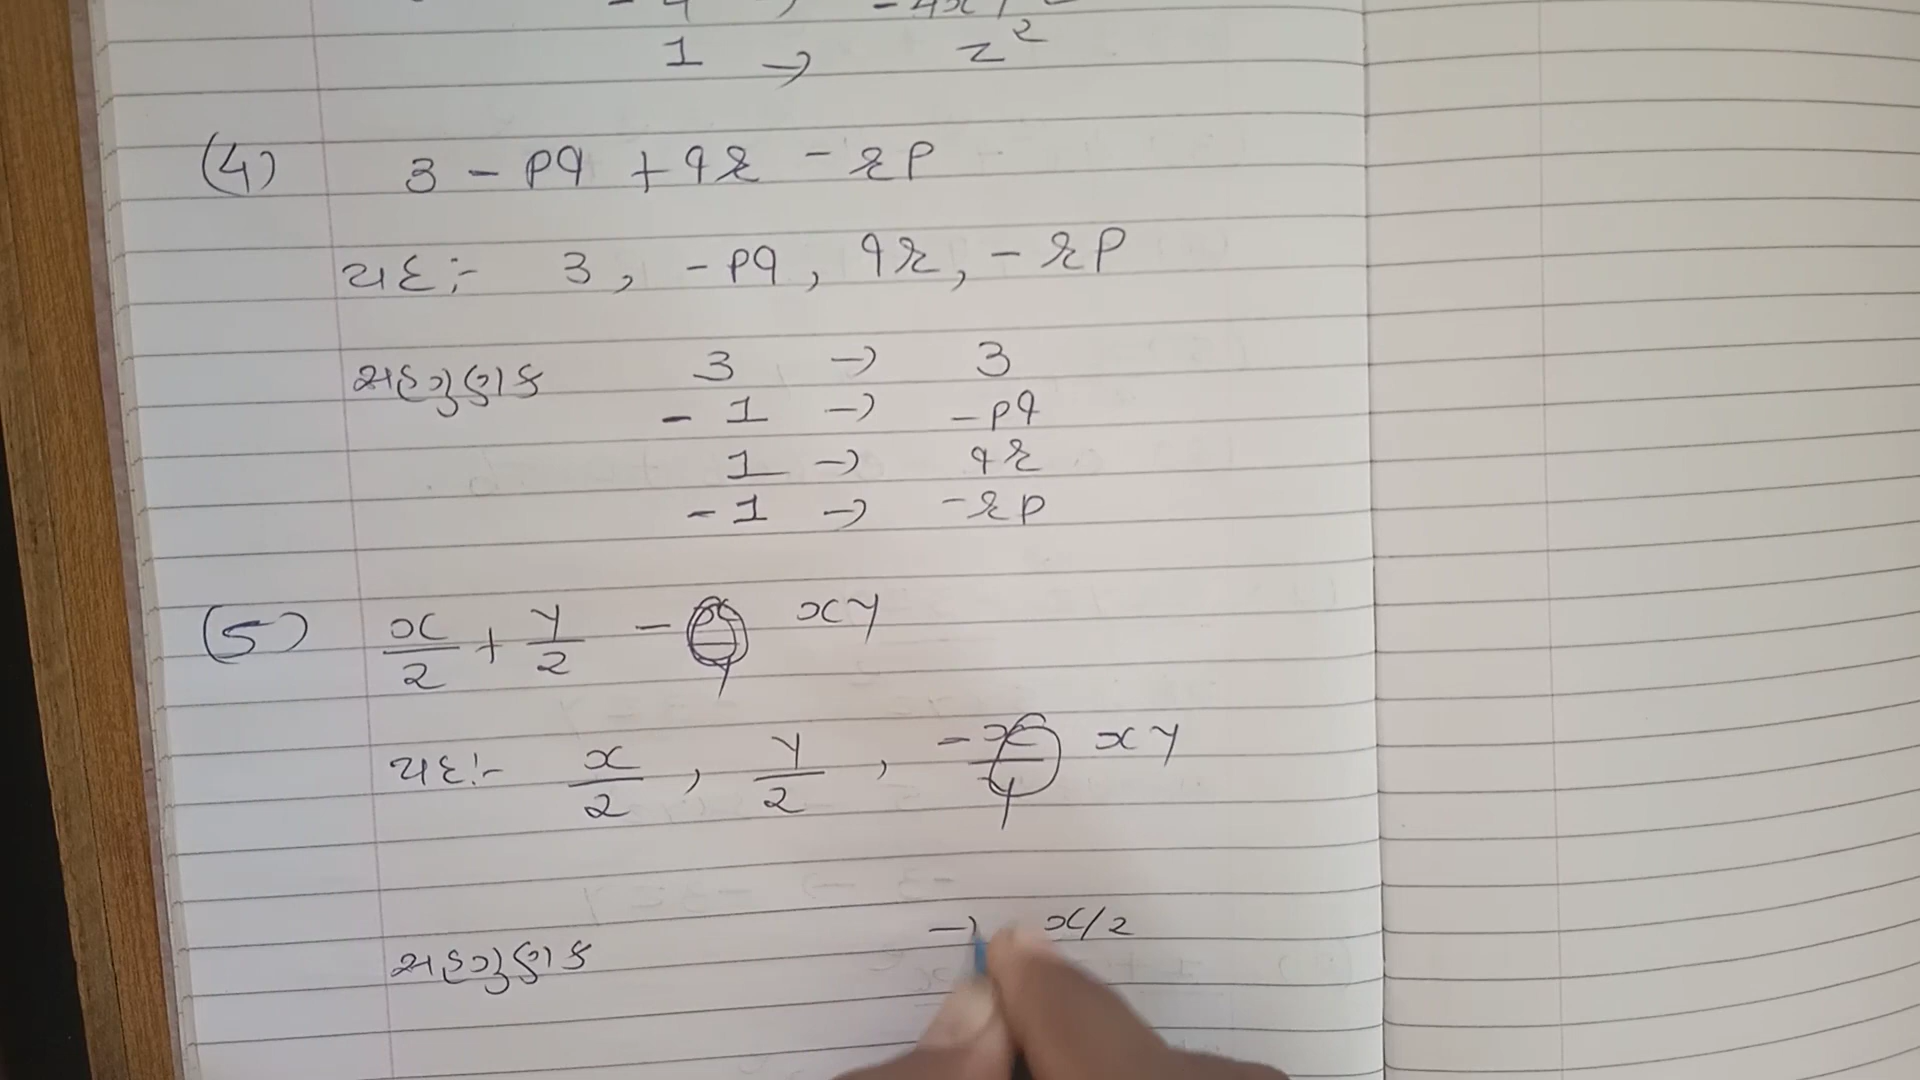 1 → z²
(4) 3 - pq + qr - rp
પદ :- 3, -pq, qr, - rp
સહગુણક 3 → 3
- 1 → -pq
1 → qr
- 1 → -rp
(5) x/2 + y/2 - xy
પદ :- x/2, y/2, - xy
સહગુણક → x/2